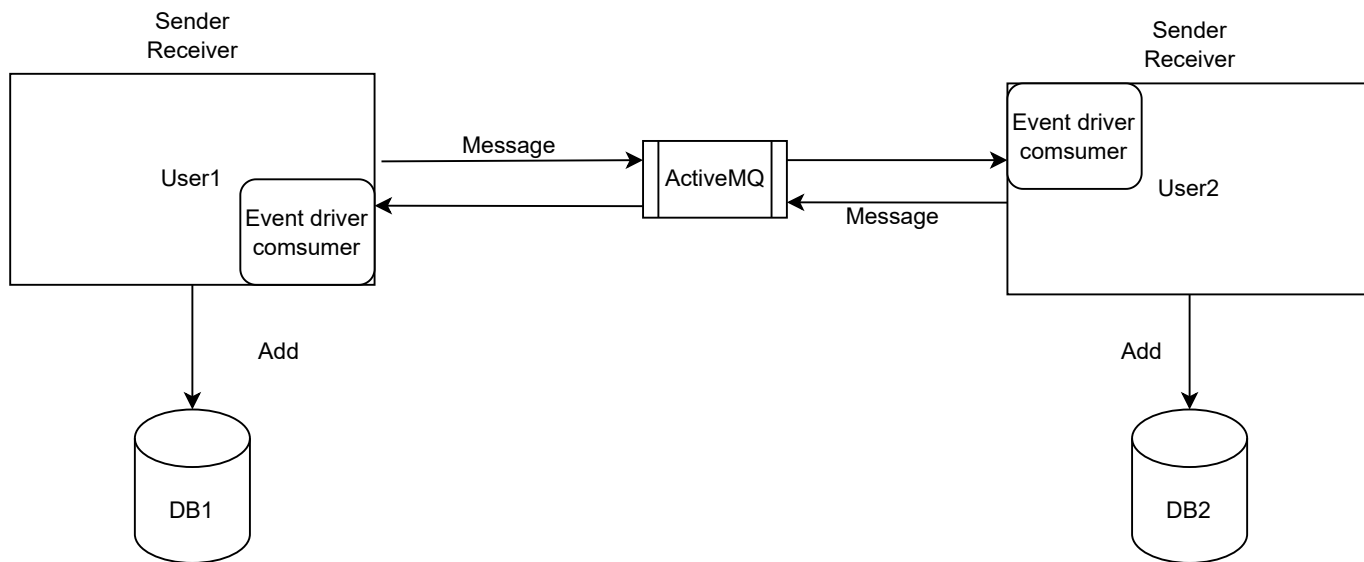 Sender
Receiver
Sender
Receiver
User1
Event driver
comsumer
Message
ActiveMQ
Message
Event driver
comsumer
User2
Add
Add
DB1
DB2